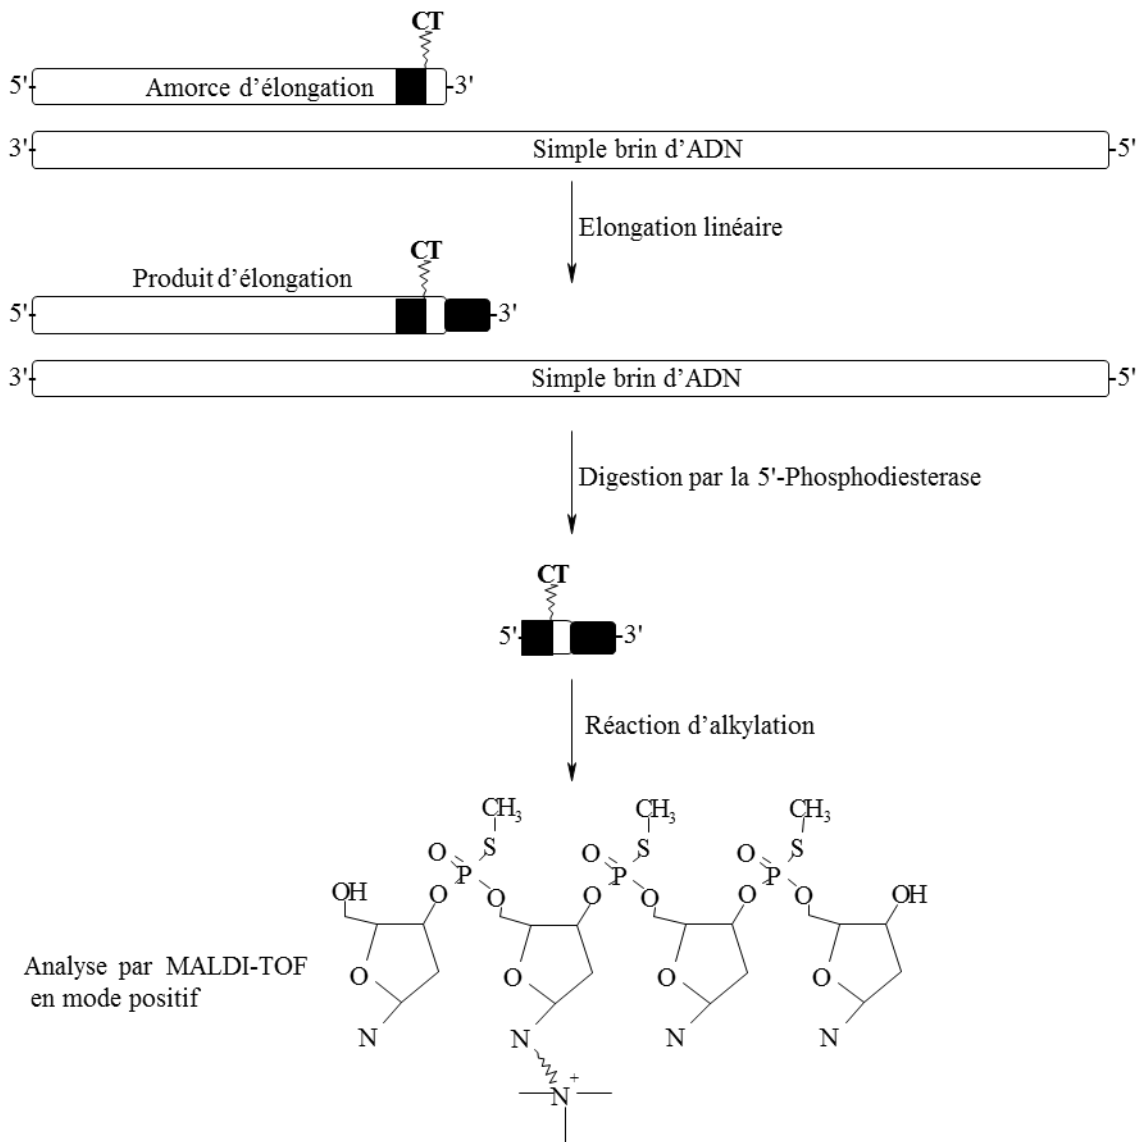 CT
5' Amorce d'élongation 3'
3' Simple brin d'ADN 5'
Elongation linéaire
CT
Produit d'élongation
5' 3'
3' Simple brin d'ADN 5'
Digestion par la 5'-Phosphodiesterase
CT
5' 3'
Réaction d'alkylation
CH3 CH3 CH3
S S S
O O O
P P P
OH O O O O O O OH
Analyse par MALDI-TOF
en mode positif
O O O O
N N N N
N+